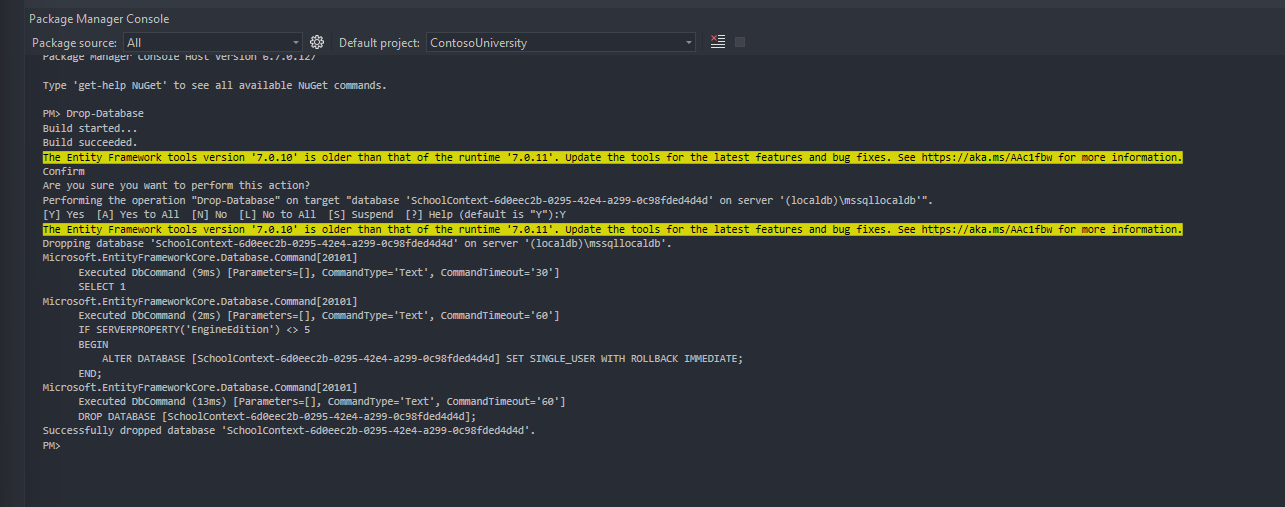 Package Manager Console
Package source: All Default project: ContosoUniversity
Package Manager Console Host Version 6.7.0.127
Type 'get-help NuGet' to see all available NuGet commands.
PM> Drop-Database
Build started...
Build succeeded.
The Entity Framework tools version '7.0.10' is older than that of the runtime '7.0.11'. Update the tools for the latest features and bug fixes. See https://aka.ms/AAc1fbw for more information.
Confirm
Are you sure you want to perform this action?
Performing the operation "Drop-Database" on target "database 'SchoolContext-6d0eec2b-0295-42e4-a299-0c98fded4d4d' on server '(localdb)\mssqllocaldb'".
[Y] Yes  [A] Yes to All  [N] No  [L] No to All  [S] Suspend  [?] Help (default is "Y"):Y
The Entity Framework tools version '7.0.10' is older than that of the runtime '7.0.11'. Update the tools for the latest features and bug fixes. See https://aka.ms/AAc1fbw for more information.
Dropping database 'SchoolContext-6d0eec2b-0295-42e4-a299-0c98fded4d4d' on server '(localdb)\mssqllocaldb'.
Microsoft.EntityFrameworkCore.Database.Command[20101]
Executed DbCommand (9ms) [Parameters=[], CommandType='Text', CommandTimeout='30']
SELECT 1
Microsoft.EntityFrameworkCore.Database.Command[20101]
Executed DbCommand (2ms) [Parameters=[], CommandType='Text', CommandTimeout='60']
IF SERVERPROPERTY('EngineEdition') <> 5
BEGIN
ALTER DATABASE [SchoolContext-6d0eec2b-0295-42e4-a299-0c98fded4d4d] SET SINGLE_USER WITH ROLLBACK IMMEDIATE;
END;
Microsoft.EntityFrameworkCore.Database.Command[20101]
Executed DbCommand (13ms) [Parameters=[], CommandType='Text', CommandTimeout='60']
DROP DATABASE [SchoolContext-6d0eec2b-0295-42e4-a299-0c98fded4d4d];
Successfully dropped database 'SchoolContext-6d0eec2b-0295-42e4-a299-0c98fded4d4d'.
PM>